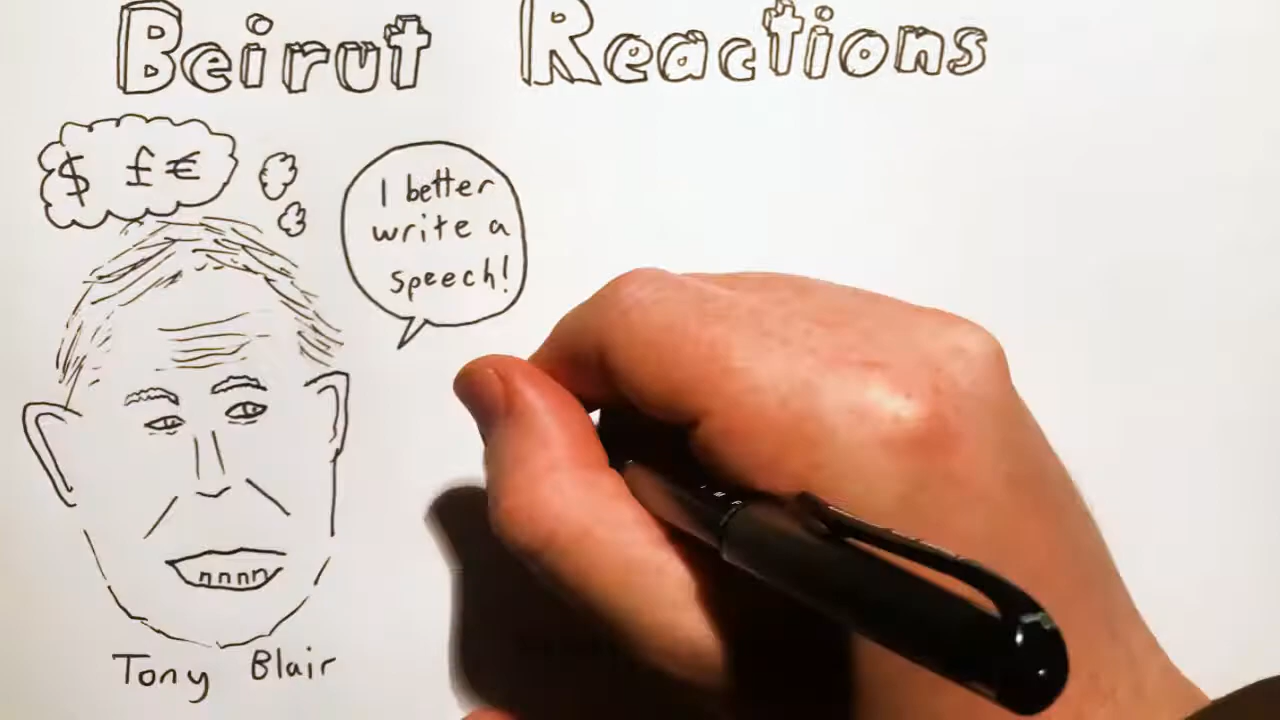 Beirut Reactions
$ £ €
I better
write a
speech!
Tony Blair